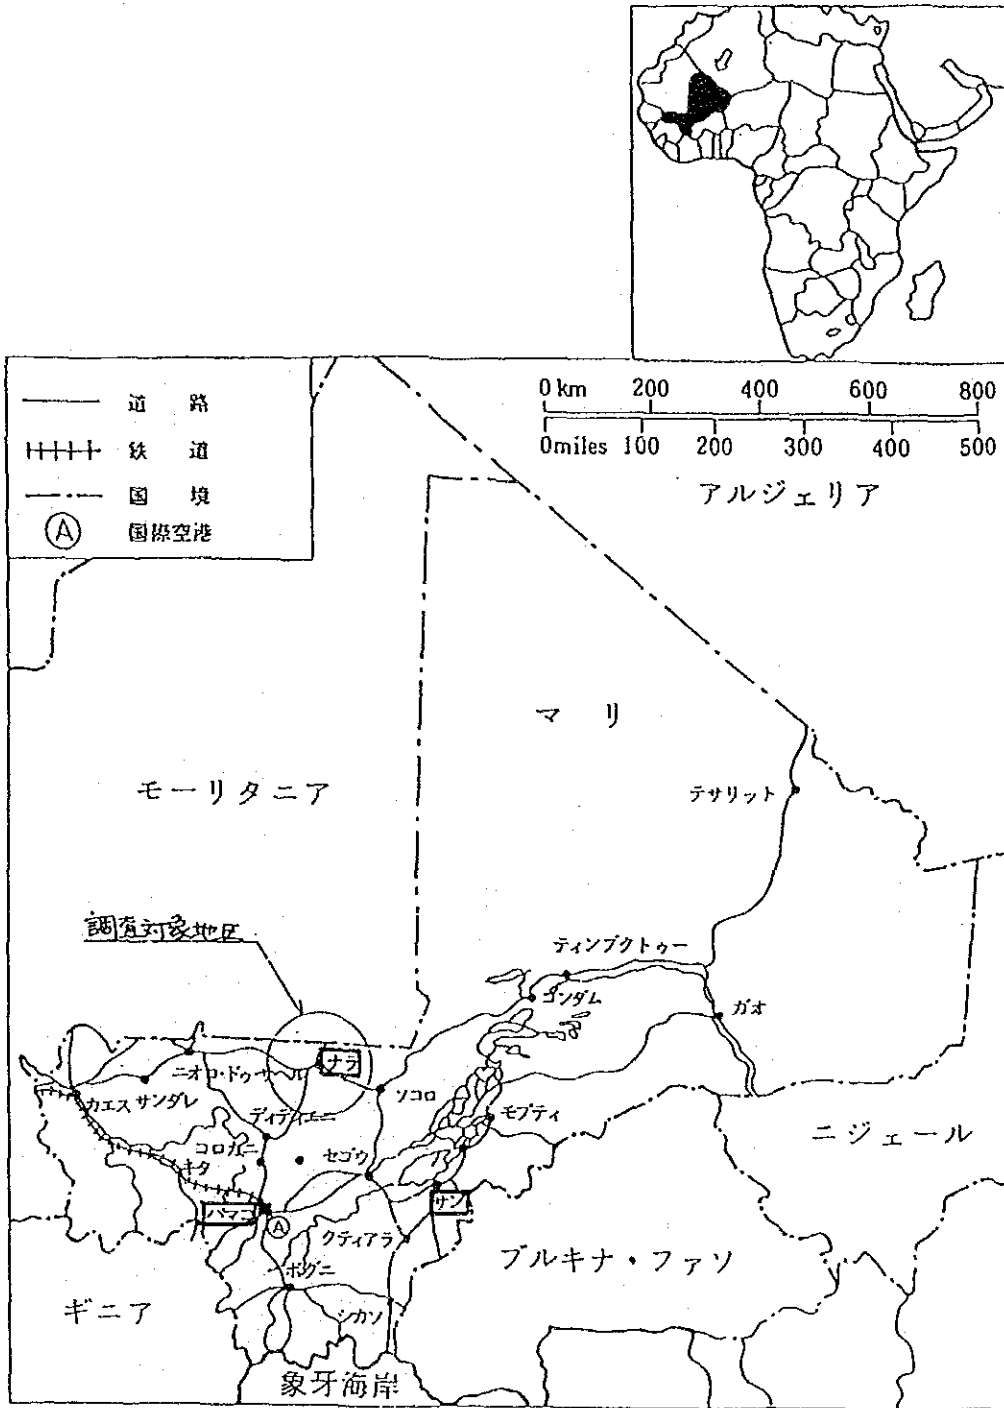 道 路
鉄 道
国 境
Ⓐ 国際空港
0 km 200 400 600 800
0miles 100 200 300 400 500
アルジェリア
マ リ
モーリタニア
テサリット
調査対象地区
ティンブクトゥー
ゴンダム
ガオ
ナラ
ニオロ・ドゥサール
ソコロ
カエス
サンダレ
モプティ
ディディエニ
ニジェール
コロカニ
セグウ
キタ
サン
バマコ
Ⓐ
クティアラ
ブルキナ・ファソ
ブグニ
ギニア
シカソ
象牙海岸